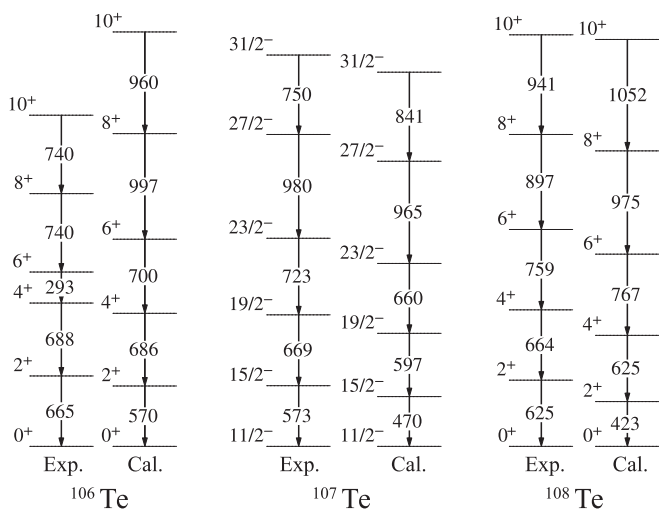 10⁺
10⁺ 10⁺
31/2⁻
31/2⁻
960 750 941 1052
10⁺ 8⁺ 27/2⁻ 841 8⁺
27/2⁻ 8⁺
740 980 897
8⁺ 997 965 975
23/2⁻ 6⁺
740 6⁺ 23/2⁻ 6⁺
6⁺ 723 759
293 700 660 767
4⁺ 4⁺ 19/2⁻ 4⁺
19/2⁻ 4⁺
688 686 669 597 664 625
2⁺ 2⁺ 15/2⁻ 15/2⁻ 2⁺ 2⁺
665 570 573 470 625 423
0⁺ 0⁺ 11/2⁻ 11/2⁻ 0⁺ 0⁺
Exp. Cal. Exp. Cal. Exp. Cal.
¹⁰⁶Te ¹⁰⁷Te ¹⁰⁸Te